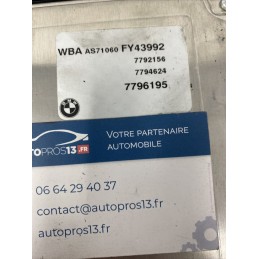 WBA AS71060 FY43992
7792156
7794624
7796195
BMW
VOTRE PARTENAIRE
AUTOMOBILE
TOPROS13.fr
06 64 29 40 37
contact@autopros13.fr
autopros13.fr